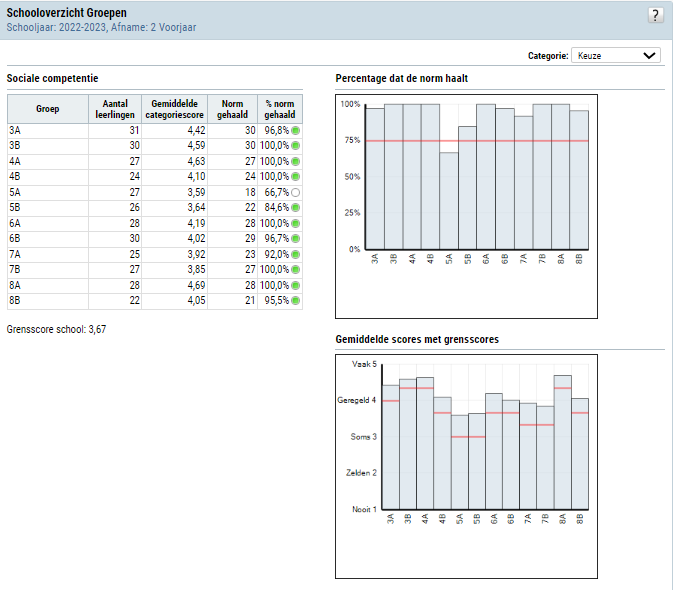 Schooloverzicht Groepen
?
Schooljaar: 2022-2023, Afname: 2 Voorjaar
Categorie: Keuze
Sociale competentie
Groep Aantal leerlingen Gemiddelde categoriescore Norm gehaald % norm gehaald
3A 31 4,42 30 96,8%
3B 30 4,59 30 100,0%
4A 27 4,63 27 100,0%
4B 24 4,10 24 100,0%
5A 27 3,59 18 66,7%
5B 26 3,64 22 84,6%
6A 28 4,19 28 100,0%
6B 30 4,02 29 96,7%
7A 25 3,92 23 92,0%
7B 27 3,85 27 100,0%
8A 28 4,69 28 100,0%
8B 22 4,05 21 95,5%
Grensscore school: 3,67
Percentage dat de norm haalt
100%
75%
50%
25%
0%
3A 3B 4A 4B 5A 5B 6A 6B 7A 7B 8A 8B
Gemiddelde scores met grensscores
Vaak 5
Geregeld 4
Soms 3
Zelden 2
Nooit 1
3A 3B 4A 4B 5A 5B 6A 6B 7A 7B 8A 8B